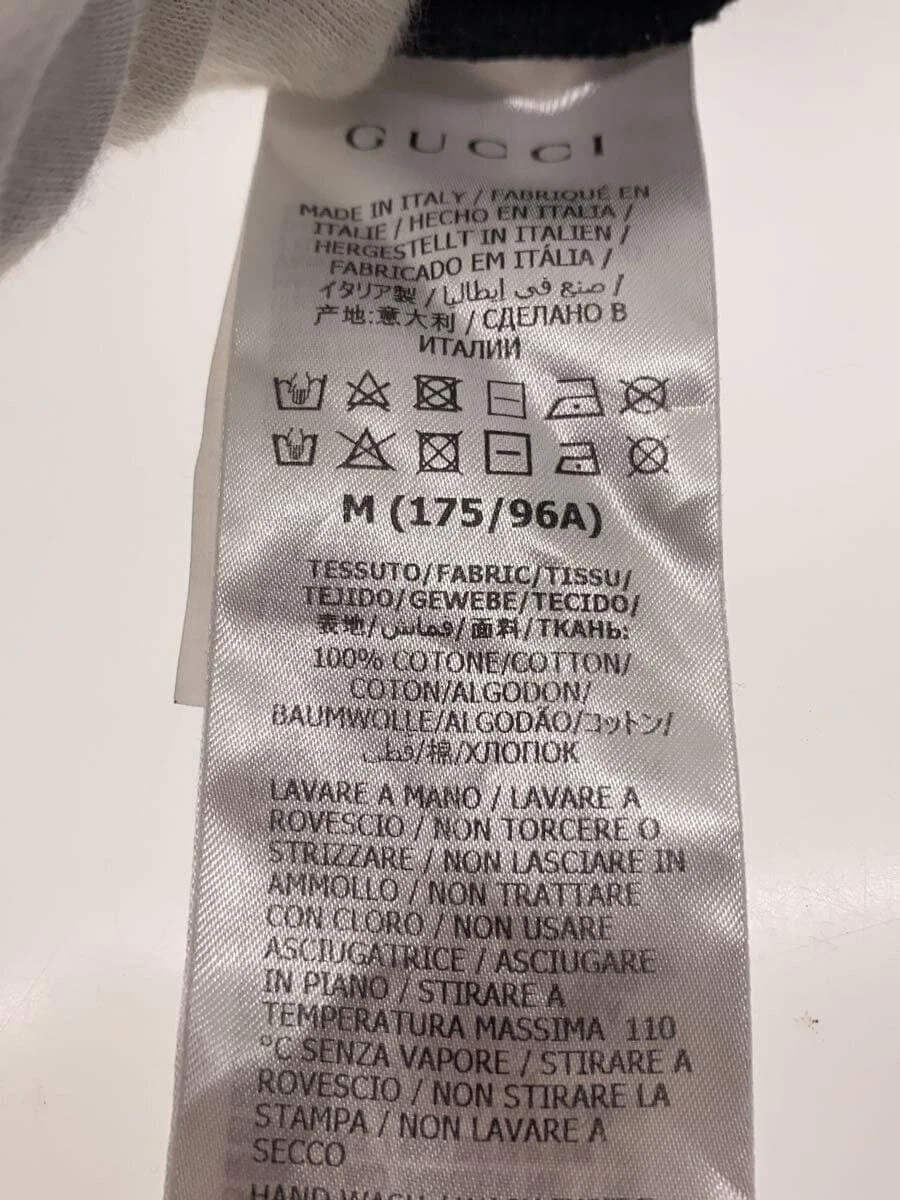 GUCCI
MADE IN ITALY / FABRIQUÉ EN
ITALIE / HECHO EN ITALIA /
HERGESTELLT IN ITALIEN /
FABRICADO EM ITÁLIA /
イタリア製 / صنع في ايطاليا /
产地:意大利 / СДЕЛАНО В
ИТАЛИИ
M (175/96A)
TESSUTO/FABRIC/TISSU/
TEJIDO/GEWEBE/TECIDO/
表地/قماش/面料/ТКАНЬ:
100% COTONE/COTTON/
COTON/ALGODON/
BAUMWOLLE/ALGODÃO/コットン/
قطن/棉/ХЛОПОК
LAVARE A MANO / LAVARE A
ROVESCIO / NON TORCERE O
STRIZZARE / NON LASCIARE IN
AMMOLLO / NON TRATTARE
CON CLORO / NON USARE
ASCIUGATRICE / ASCIUGARE
IN PIANO / STIRARE A
TEMPERATURA MASSIMA 110
°C SENZA VAPORE / STIRARE A
ROVESCIO / NON STIRARE LA
STAMPA / NON LAVARE A
SECCO
HAND WASH